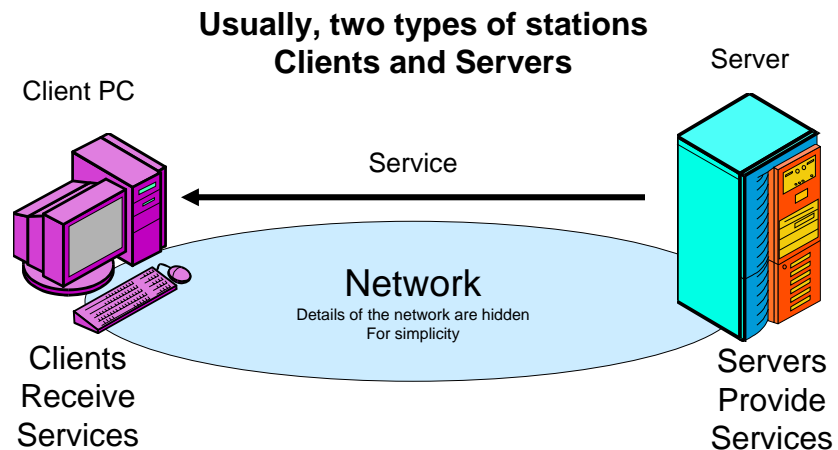 Usually, two types of stations
Clients and Servers
Client PC
Server
Service
Network
Details of the network are hidden
For simplicity
Clients
Receive
Services
Servers
Provide
Services